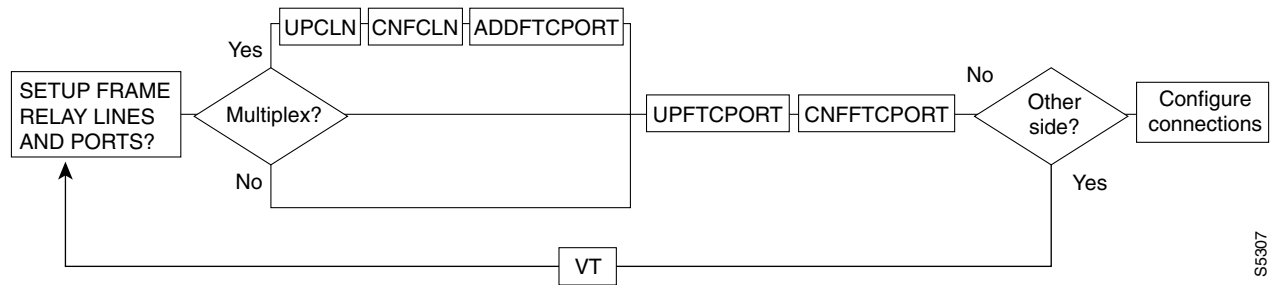 UPCLN
CNFCLN
ADDFTCPORT
Yes
SETUP FRAME
RELAY LINES
AND PORTS?
Multiplex?
No
UPFTCPORT
CNFFTCPORT
No
Other
side?
Yes
Configure
connections
VT
S5307